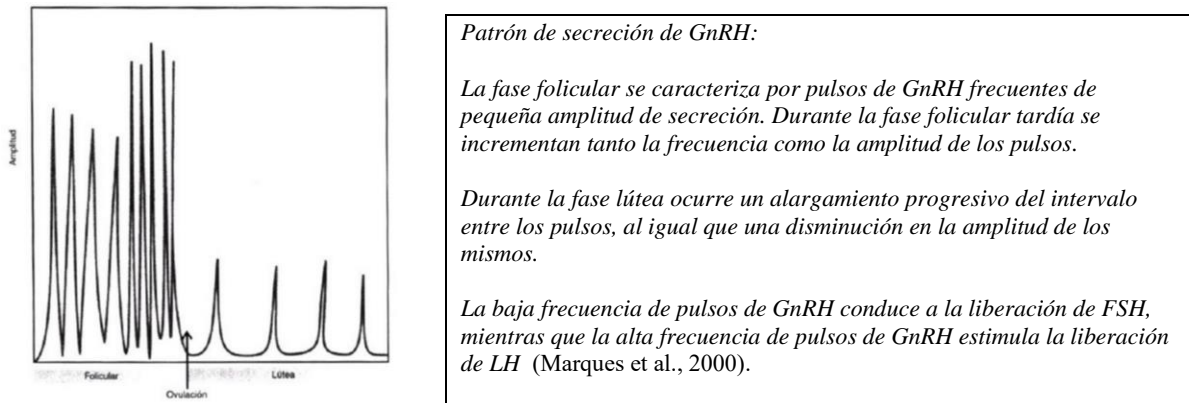 Amplitud
Folicular
Lútea
Ovulación
Patrón de secreción de GnRH:
La fase folicular se caracteriza por pulsos de GnRH frecuentes de
pequeña amplitud de secreción. Durante la fase folicular tardía se
incrementan tanto la frecuencia como la amplitud de los pulsos.
Durante la fase lútea ocurre un alargamiento progresivo del intervalo
entre los pulsos, al igual que una disminución en la amplitud de los
mismos.
La baja frecuencia de pulsos de GnRH conduce a la liberación de FSH,
mientras que la alta frecuencia de pulsos de GnRH estimula la liberación
de LH (Marques et al., 2000).